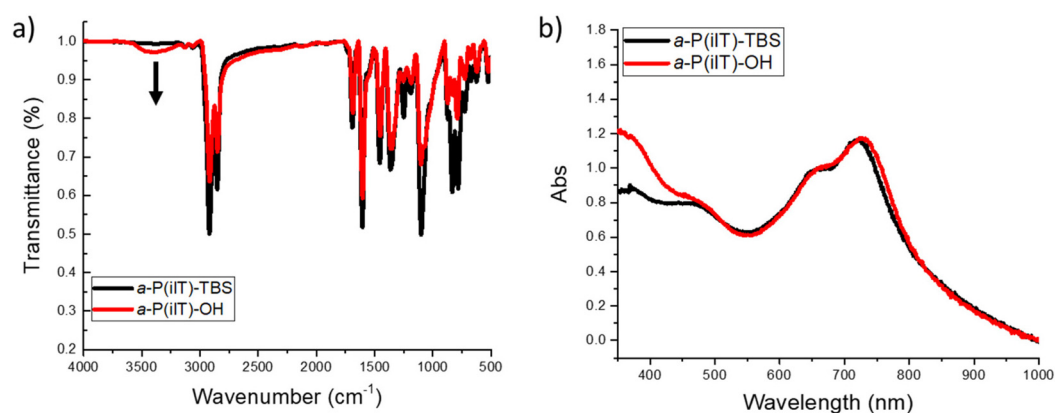 a)
Transmittance (%)
1.0
0.9
0.8
0.7
0.6
0.5
0.4
0.3
0.2
a-P(iIT)-TBS
a-P(iIT)-OH
4000 3500 3000 2500 2000 1500 1000 500
Wavenumber (cm⁻¹)
b)
Abs
1.8
1.6
1.4
1.2
1.0
0.8
0.6
0.4
0.2
0.0
a-P(iIT)-TBS
a-P(iIT)-OH
400 500 600 700 800 900 1000
Wavelength (nm)